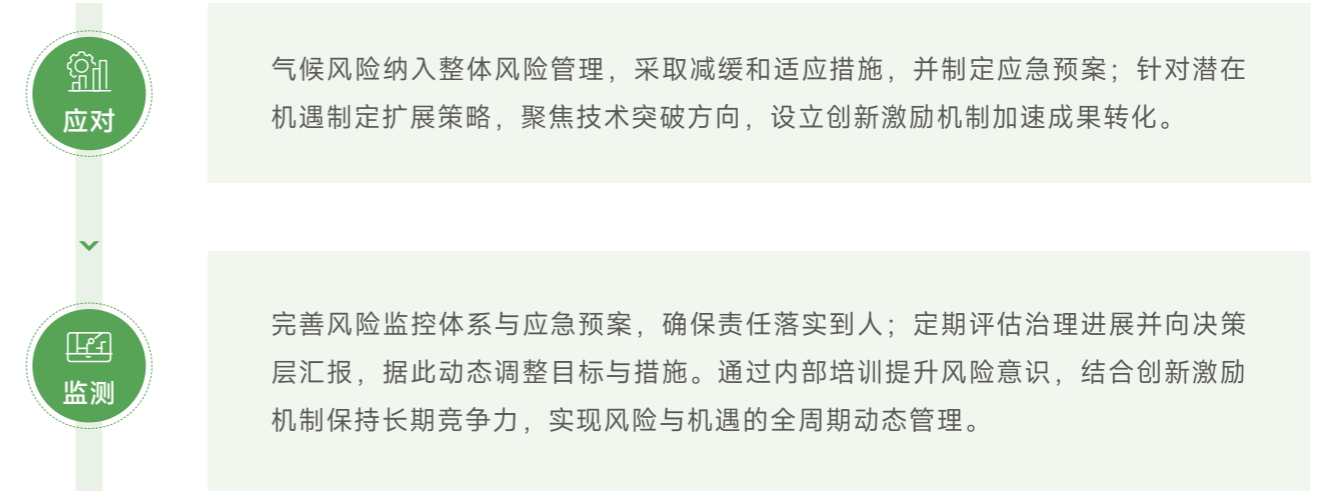 应对
气候风险纳入整体风险管理，采取减缓和适应措施，并制定应急预案；针对潜在
机遇制定扩展策略，聚焦技术突破方向，设立创新激励机制加速成果转化。
监测
完善风险监控体系与应急预案，确保责任落实到人；定期评估治理进展并向决策
层汇报，据此动态调整目标与措施。通过内部培训提升风险意识，结合创新激励
机制保持长期竞争力，实现风险与机遇的全周期动态管理。